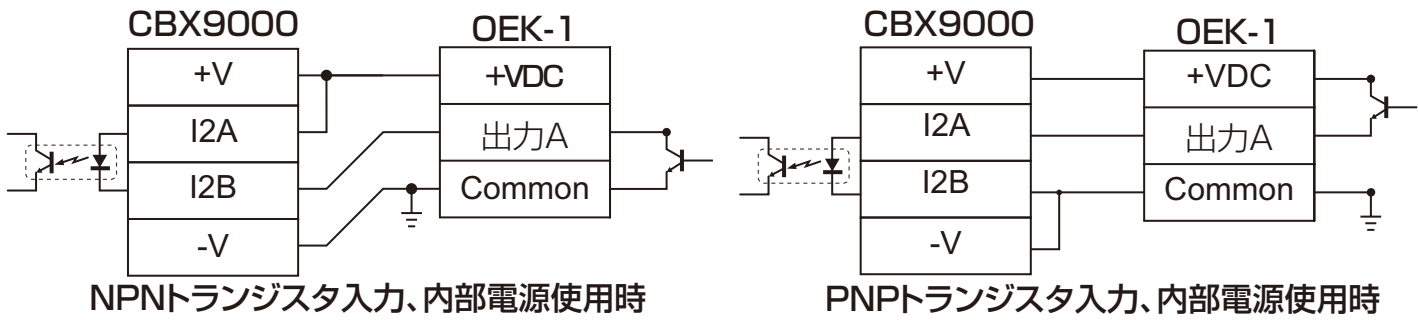 CBX9000
OEK-1
+V
+VDC
I2A
出力A
I2B
Common
-V
NPNトランジスタ入力、内部電源使用時
CBX9000
OEK-1
+V
+VDC
I2A
出力A
I2B
Common
-V
PNPトランジスタ入力、内部電源使用時